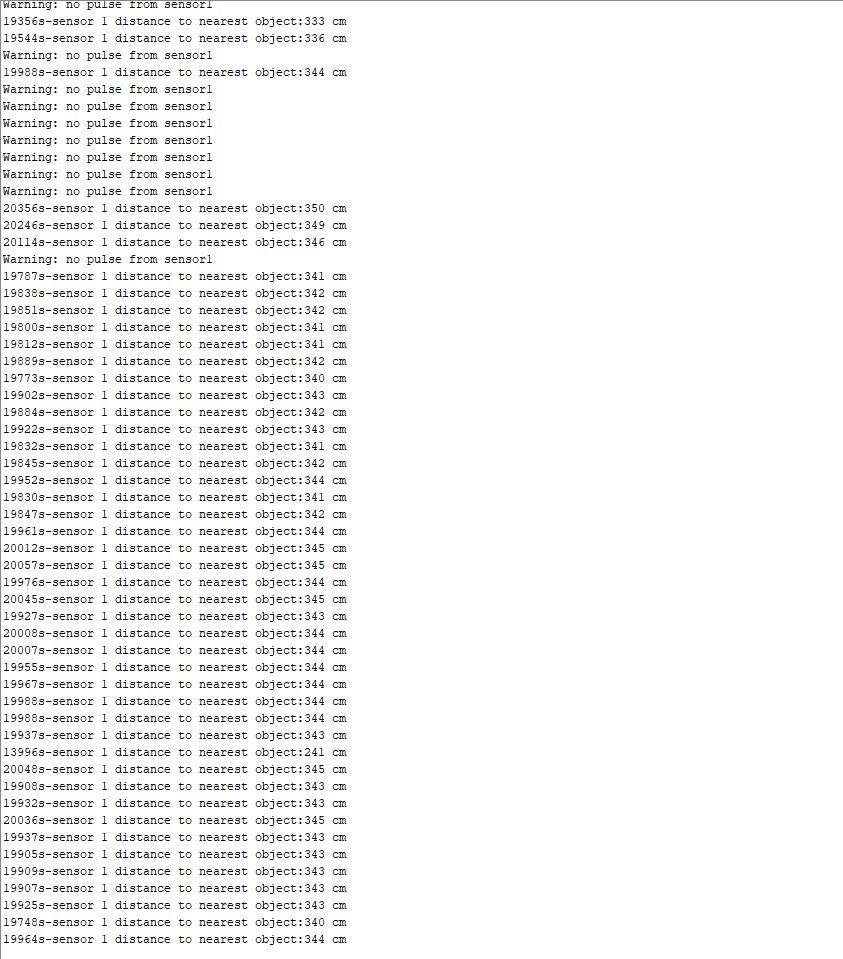 Warning: no pulse from sensor1
19356s-sensor 1 distance to nearest object:333 cm
19544s-sensor 1 distance to nearest object:336 cm
Warning: no pulse from sensor1
19988s-sensor 1 distance to nearest object:344 cm
Warning: no pulse from sensor1
Warning: no pulse from sensor1
Warning: no pulse from sensor1
Warning: no pulse from sensor1
Warning: no pulse from sensor1
Warning: no pulse from sensor1
Warning: no pulse from sensor1
20356s-sensor 1 distance to nearest object:350 cm
20246s-sensor 1 distance to nearest object:349 cm
20114s-sensor 1 distance to nearest object:346 cm
Warning: no pulse from sensor1
19787s-sensor 1 distance to nearest object:341 cm
19838s-sensor 1 distance to nearest object:342 cm
19851s-sensor 1 distance to nearest object:342 cm
19800s-sensor 1 distance to nearest object:341 cm
19812s-sensor 1 distance to nearest object:341 cm
19889s-sensor 1 distance to nearest object:342 cm
19773s-sensor 1 distance to nearest object:340 cm
19902s-sensor 1 distance to nearest object:343 cm
19884s-sensor 1 distance to nearest object:342 cm
19922s-sensor 1 distance to nearest object:343 cm
19832s-sensor 1 distance to nearest object:341 cm
19845s-sensor 1 distance to nearest object:342 cm
19952s-sensor 1 distance to nearest object:344 cm
19830s-sensor 1 distance to nearest object:341 cm
19847s-sensor 1 distance to nearest object:342 cm
19961s-sensor 1 distance to nearest object:344 cm
20012s-sensor 1 distance to nearest object:345 cm
20057s-sensor 1 distance to nearest object:345 cm
19976s-sensor 1 distance to nearest object:344 cm
20045s-sensor 1 distance to nearest object:345 cm
19927s-sensor 1 distance to nearest object:343 cm
20008s-sensor 1 distance to nearest object:344 cm
20007s-sensor 1 distance to nearest object:344 cm
19955s-sensor 1 distance to nearest object:344 cm
19967s-sensor 1 distance to nearest object:344 cm
19988s-sensor 1 distance to nearest object:344 cm
19988s-sensor 1 distance to nearest object:344 cm
19937s-sensor 1 distance to nearest object:343 cm
13996s-sensor 1 distance to nearest object:241 cm
20048s-sensor 1 distance to nearest object:345 cm
19908s-sensor 1 distance to nearest object:343 cm
19932s-sensor 1 distance to nearest object:343 cm
20036s-sensor 1 distance to nearest object:345 cm
19937s-sensor 1 distance to nearest object:343 cm
19905s-sensor 1 distance to nearest object:343 cm
19909s-sensor 1 distance to nearest object:343 cm
19907s-sensor 1 distance to nearest object:343 cm
19925s-sensor 1 distance to nearest object:343 cm
19748s-sensor 1 distance to nearest object:340 cm
19964s-sensor 1 distance to nearest object:344 cm